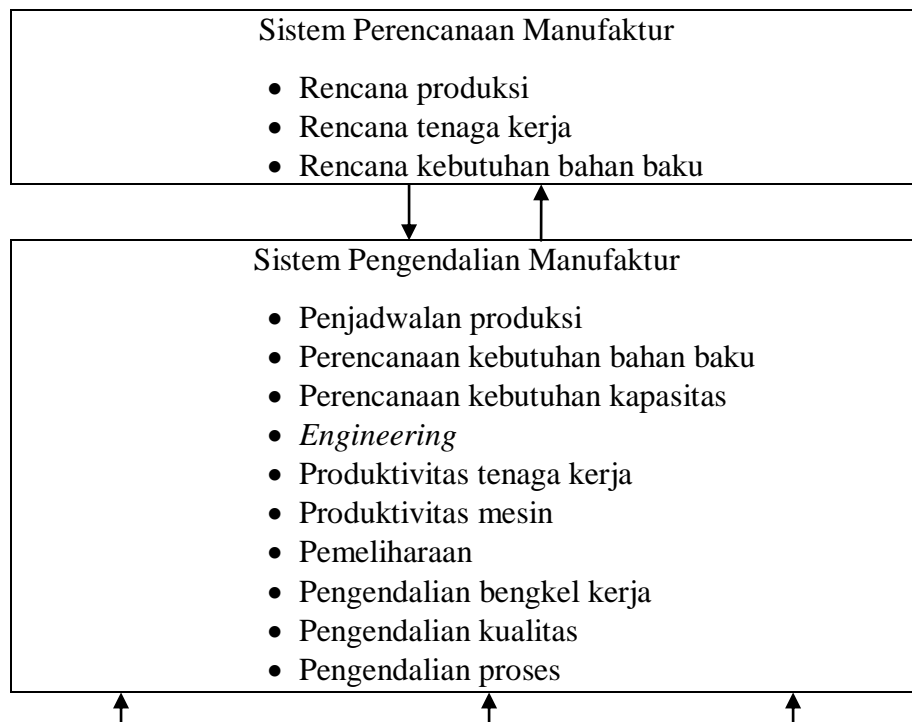 Sistem Perencanaan Manufaktur
• Rencana produksi
• Rencana tenaga kerja
• Rencana kebutuhan bahan baku
Sistem Pengendalian Manufaktur
• Penjadwalan produksi
• Perencanaan kebutuhan bahan baku
• Perencanaan kebutuhan kapasitas
• Engineering
• Produktivitas tenaga kerja
• Produktivitas mesin
• Pemeliharaan
• Pengendalian bengkel kerja
• Pengendalian kualitas
• Pengendalian proses